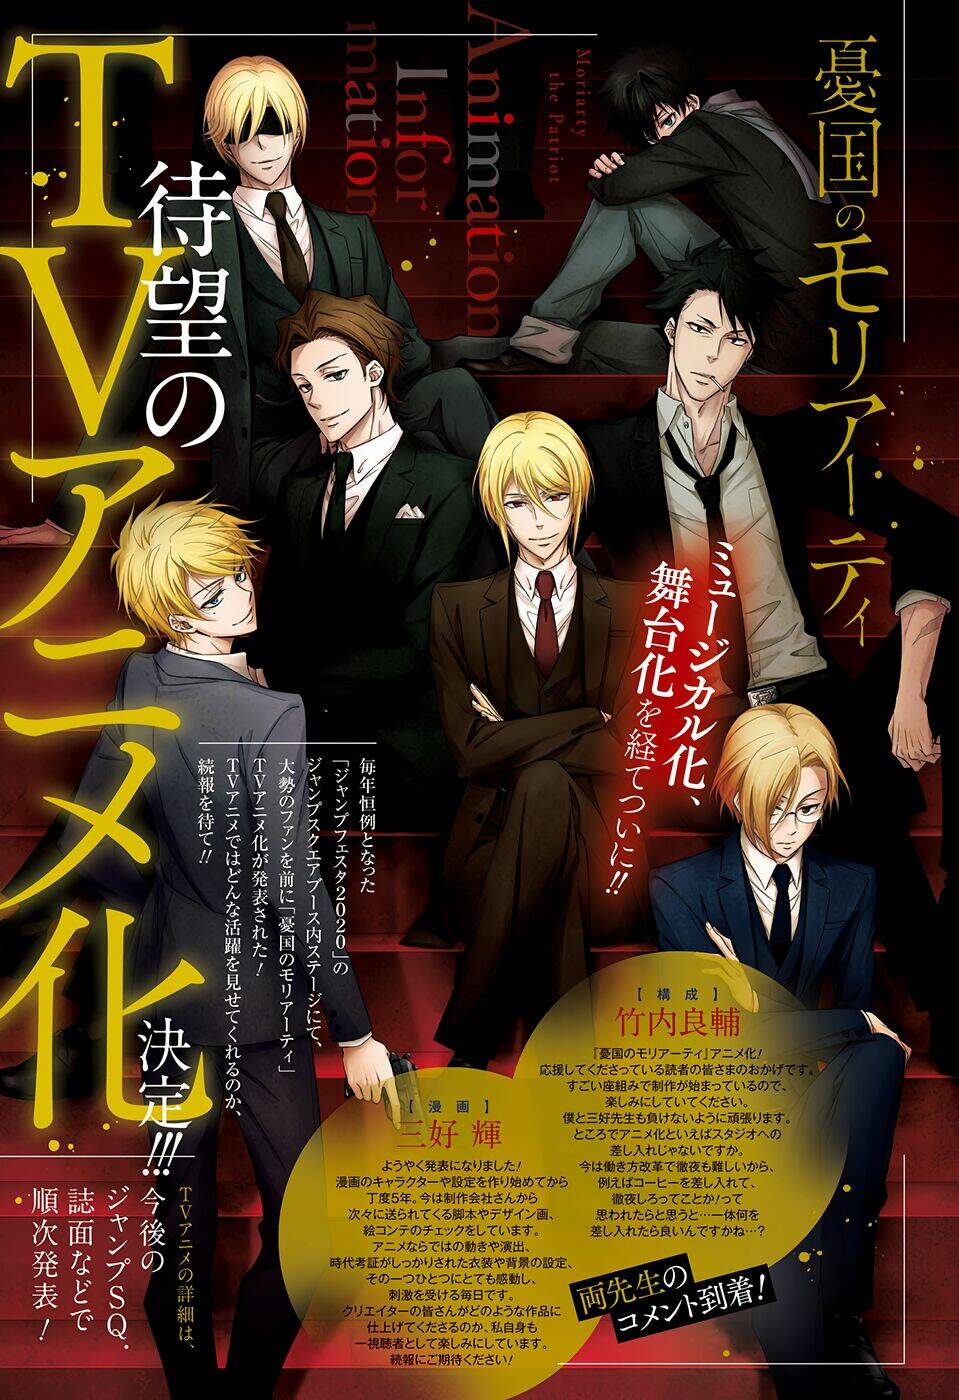 憂国のモリアーティ
Moriarty
the Patriot
Animation
Infor
mation
待望の
TVアニメ化
決定!!!
ミュージカル化、
舞台化を経てついに!!
毎年恒例となった
「ジャンプフェスタ2020」の
ジャンプスクエアブース内ステージにて、
大勢のファンを前に「憂国のモリアーティ」
TVアニメ化が発表された!
TVアニメではどんな活躍を見せてくれるのか、
続報を待て!!
【構成】
竹内良輔
『憂国のモリアーティ』アニメ化!
応援してくださっている読者の皆さまのおかげです。
すごい座組みで制作が始まっているので、
楽しみにしていてください。
僕と三好先生も負けないように頑張ります。
ところでアニメ化といえばスタジオへの
差し入れじゃないですか。
今は働き方改革で徹夜も難しいから、
例えばコーヒーを差し入れて、
徹夜しろってことか!って
思われたらと思うと…一体何を
差し入れたら良いんですかね…?
【漫画】
三好 輝
ようやく発表になりました!
漫画のキャラクターや設定を作り始めてから
丁度5年。今は制作会社さんから
次々に送られてくる脚本やデザイン画、
絵コンテのチェックをしています。
アニメならではの動きや演出、
時代考証がしっかりされた衣装や背景の設定、
その一つひとつにとても感動し、
刺激を受ける毎日です。
クリエイターの皆さんがどのような作品に
仕上げてくださるのか、私自身も
一視聴者として楽しみにしています。
続報にご期待ください!
両先生の
コメント到着!
TVアニメの詳細は、
今後の
ジャンプSQ.
誌面などで
順次発表!